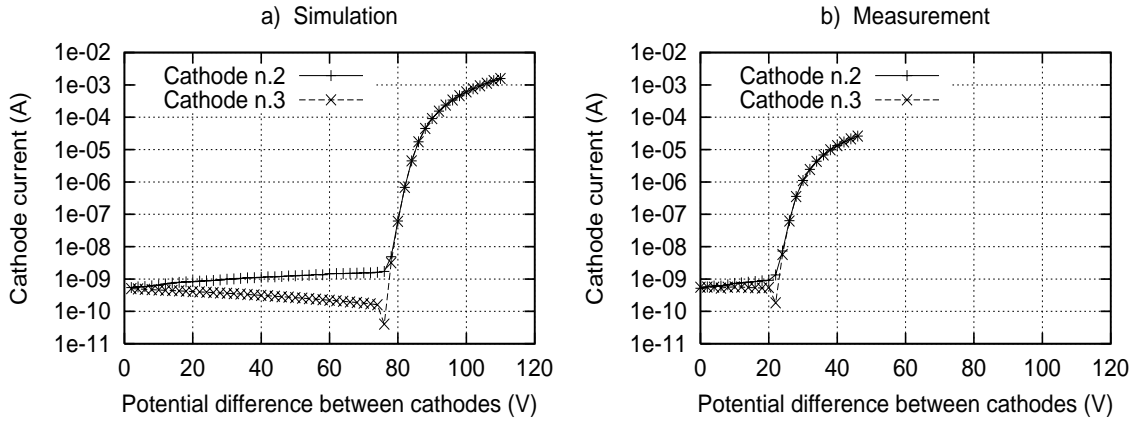 a) Simulation
Cathode current (A)
1e-02
1e-03
1e-04
1e-05
1e-06
1e-07
1e-08
1e-09
1e-10
1e-11
Cathode n.2
Cathode n.3
0 20 40 60 80 100 120
Potential difference between cathodes (V)
b) Measurement
Cathode current (A)
1e-02
1e-03
1e-04
1e-05
1e-06
1e-07
1e-08
1e-09
1e-10
1e-11
Cathode n.2
Cathode n.3
0 20 40 60 80 100 120
Potential difference between cathodes (V)